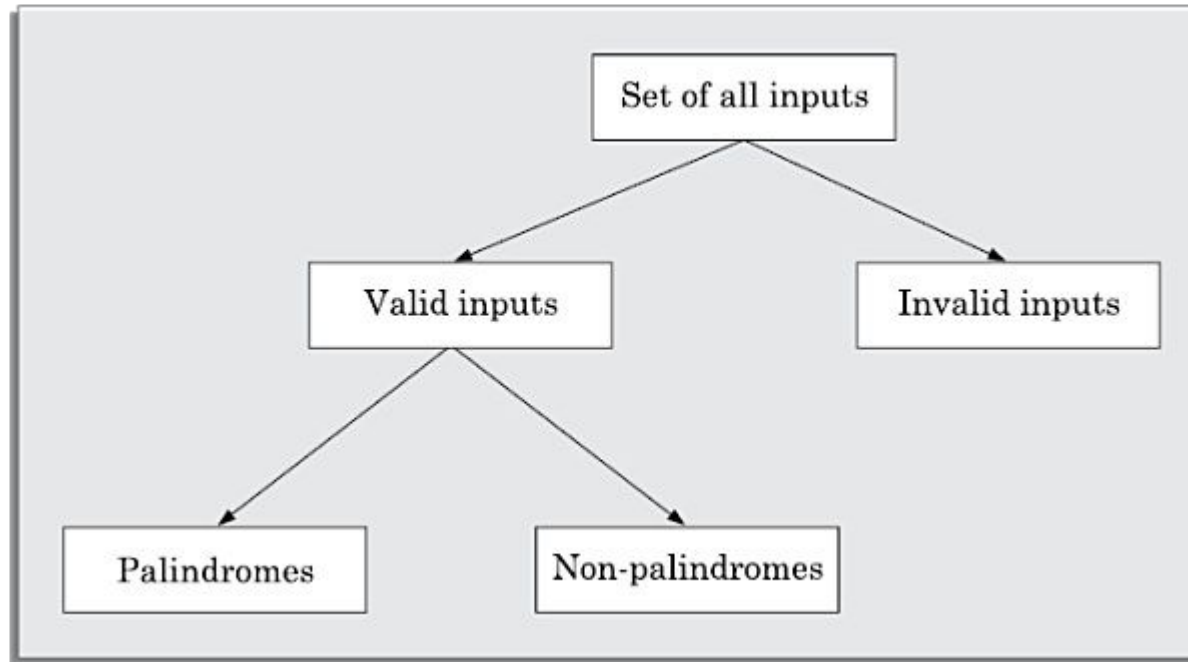 Set of all inputs
Valid inputs
Invalid inputs
Palindromes
Non-palindromes